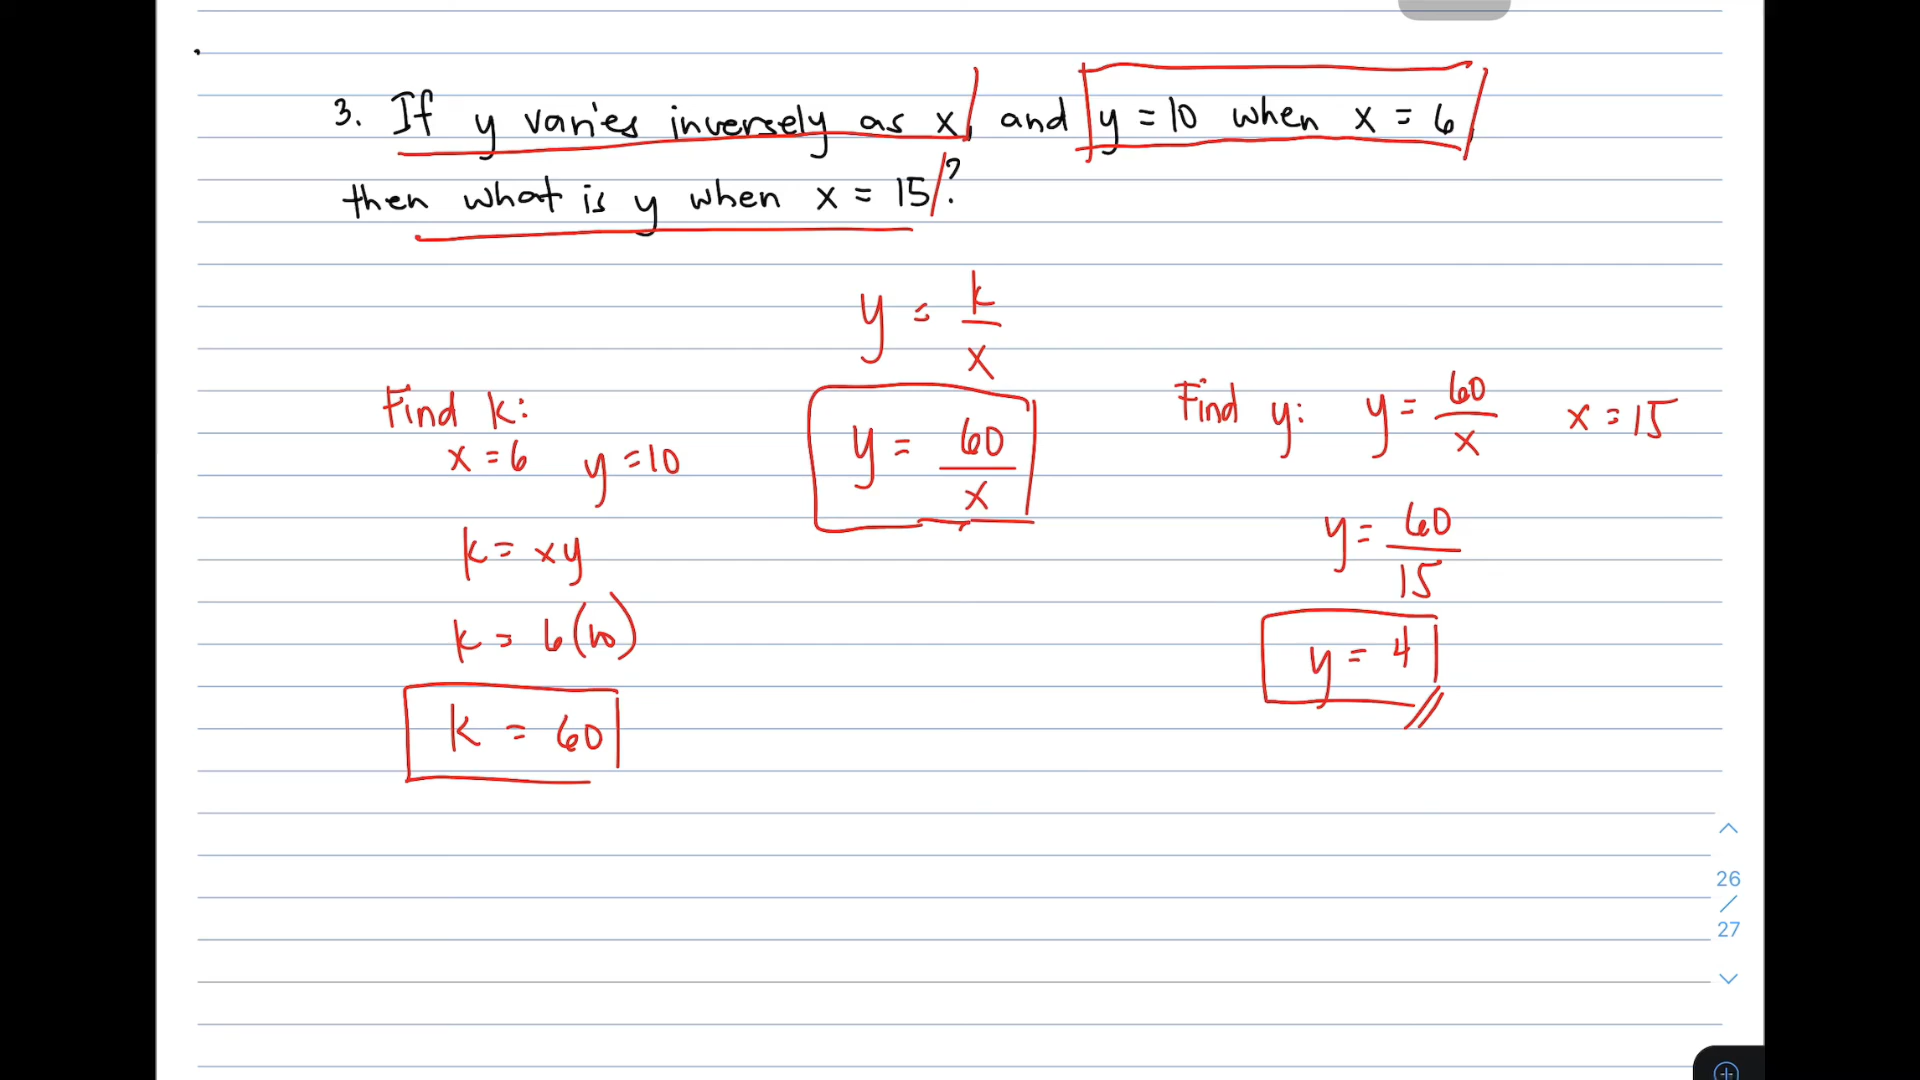 3. If y varies inversely as x, and y = 10 when x = 6,
then what is y when x = 15?
y = k/x
Find k:
x = 6 y = 10
k = xy
k = 6(10)
k = 60
y = 60/x
Find y: y = 60/x x = 15
y = 60/15
y = 4
26
/
27